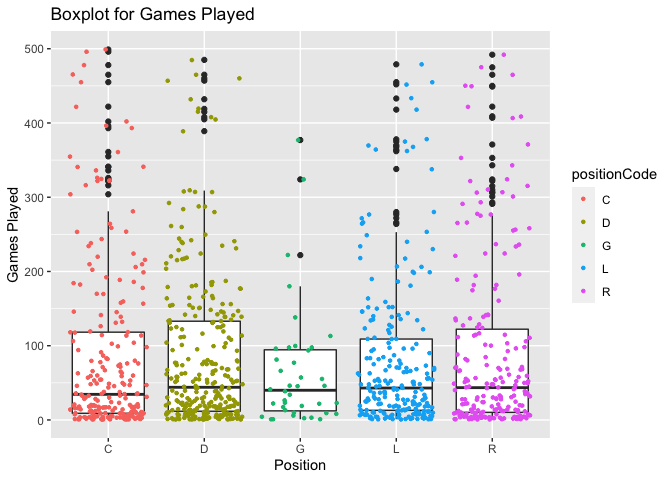 Boxplot for Games Played
500
400
300
200
100
0
Games Played
C
D
G
L
R
Position
positionCode
C
D
G
L
R